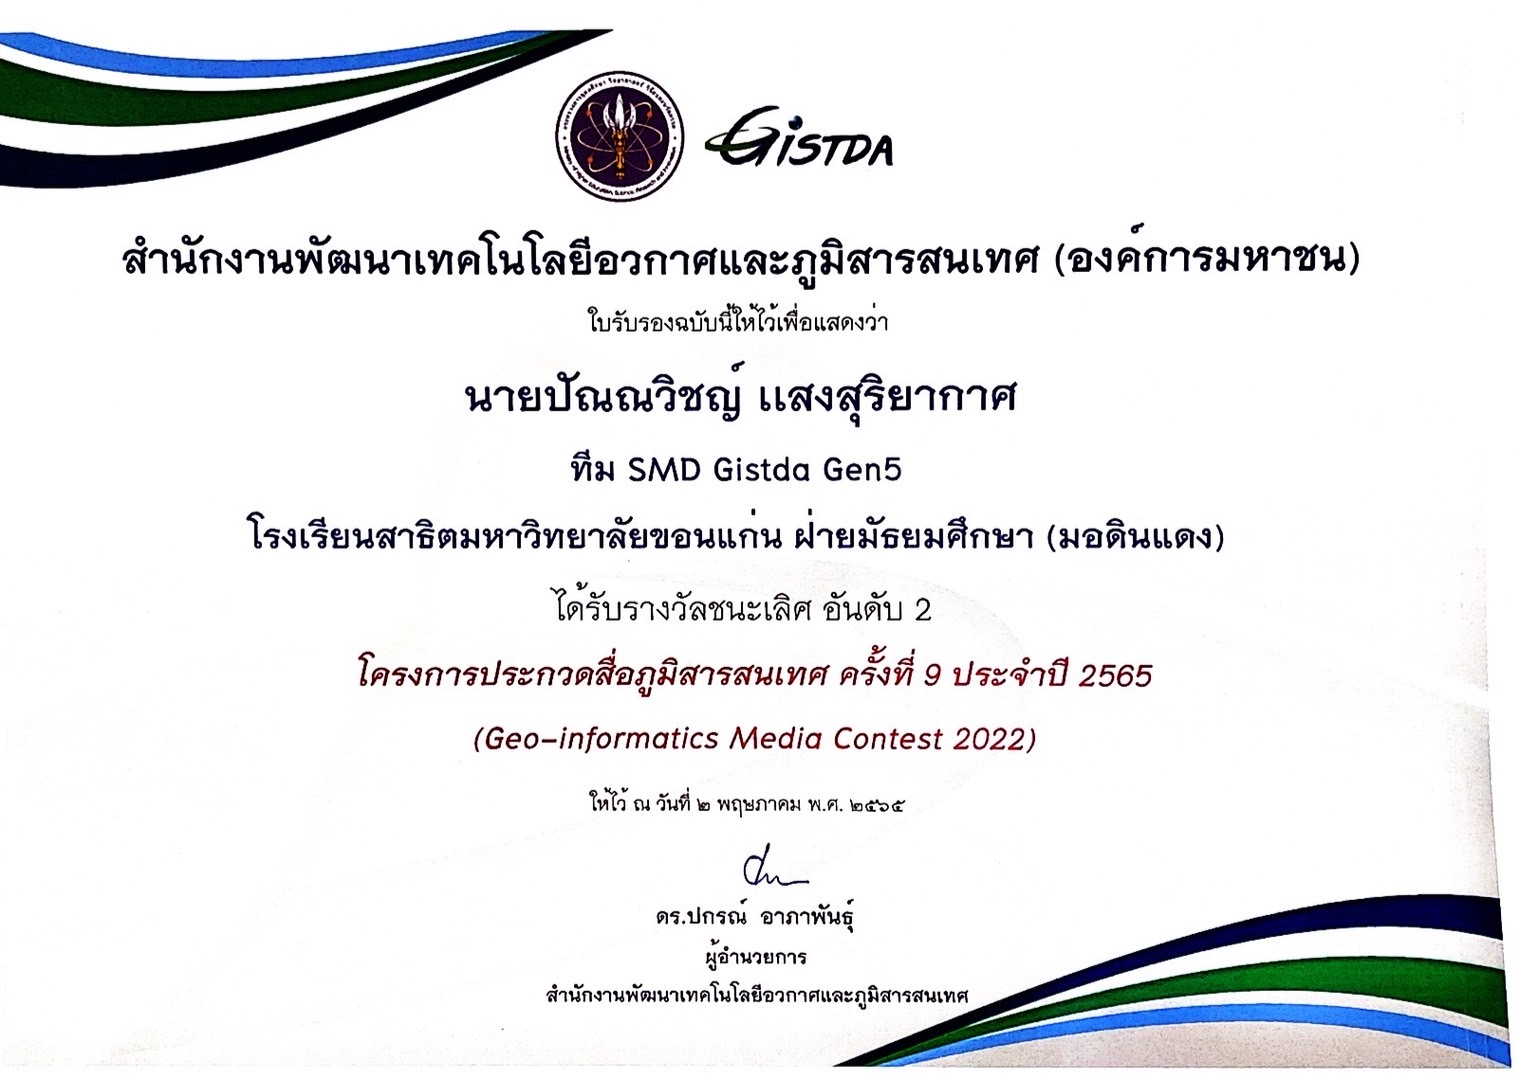 GISTDA
สำนักงานพัฒนาเทคโนโลยีอวกาศและภูมิสารสนเทศ (องค์การมหาชน)
ใบรับรองฉบับนี้ให้ไว้เพื่อแสดงว่า
นายปัณณวิชญ์ แสงสุริยากาศ
ทีม SMD Gistda Gen5
โรงเรียนสาธิตมหาวิทยาลัยขอนแก่น ฝ่ายมัธยมศึกษา (มอดินแดง)
ได้รับรางวัลชนะเลิศ อันดับ 2
โครงการประกวดสื่อภูมิสารสนเทศ ครั้งที่ 9 ประจำปี 2565
(Geo-informatics Media Contest 2022)
ให้ไว้ ณ วันที่ ๒ พฤษภาคม พ.ศ. ๒๕๖๕
ดร.ปกรณ์ อาภาพันธุ์
ผู้อำนวยการ
สำนักงานพัฒนาเทคโนโลยีอวกาศและภูมิสารสนเทศ